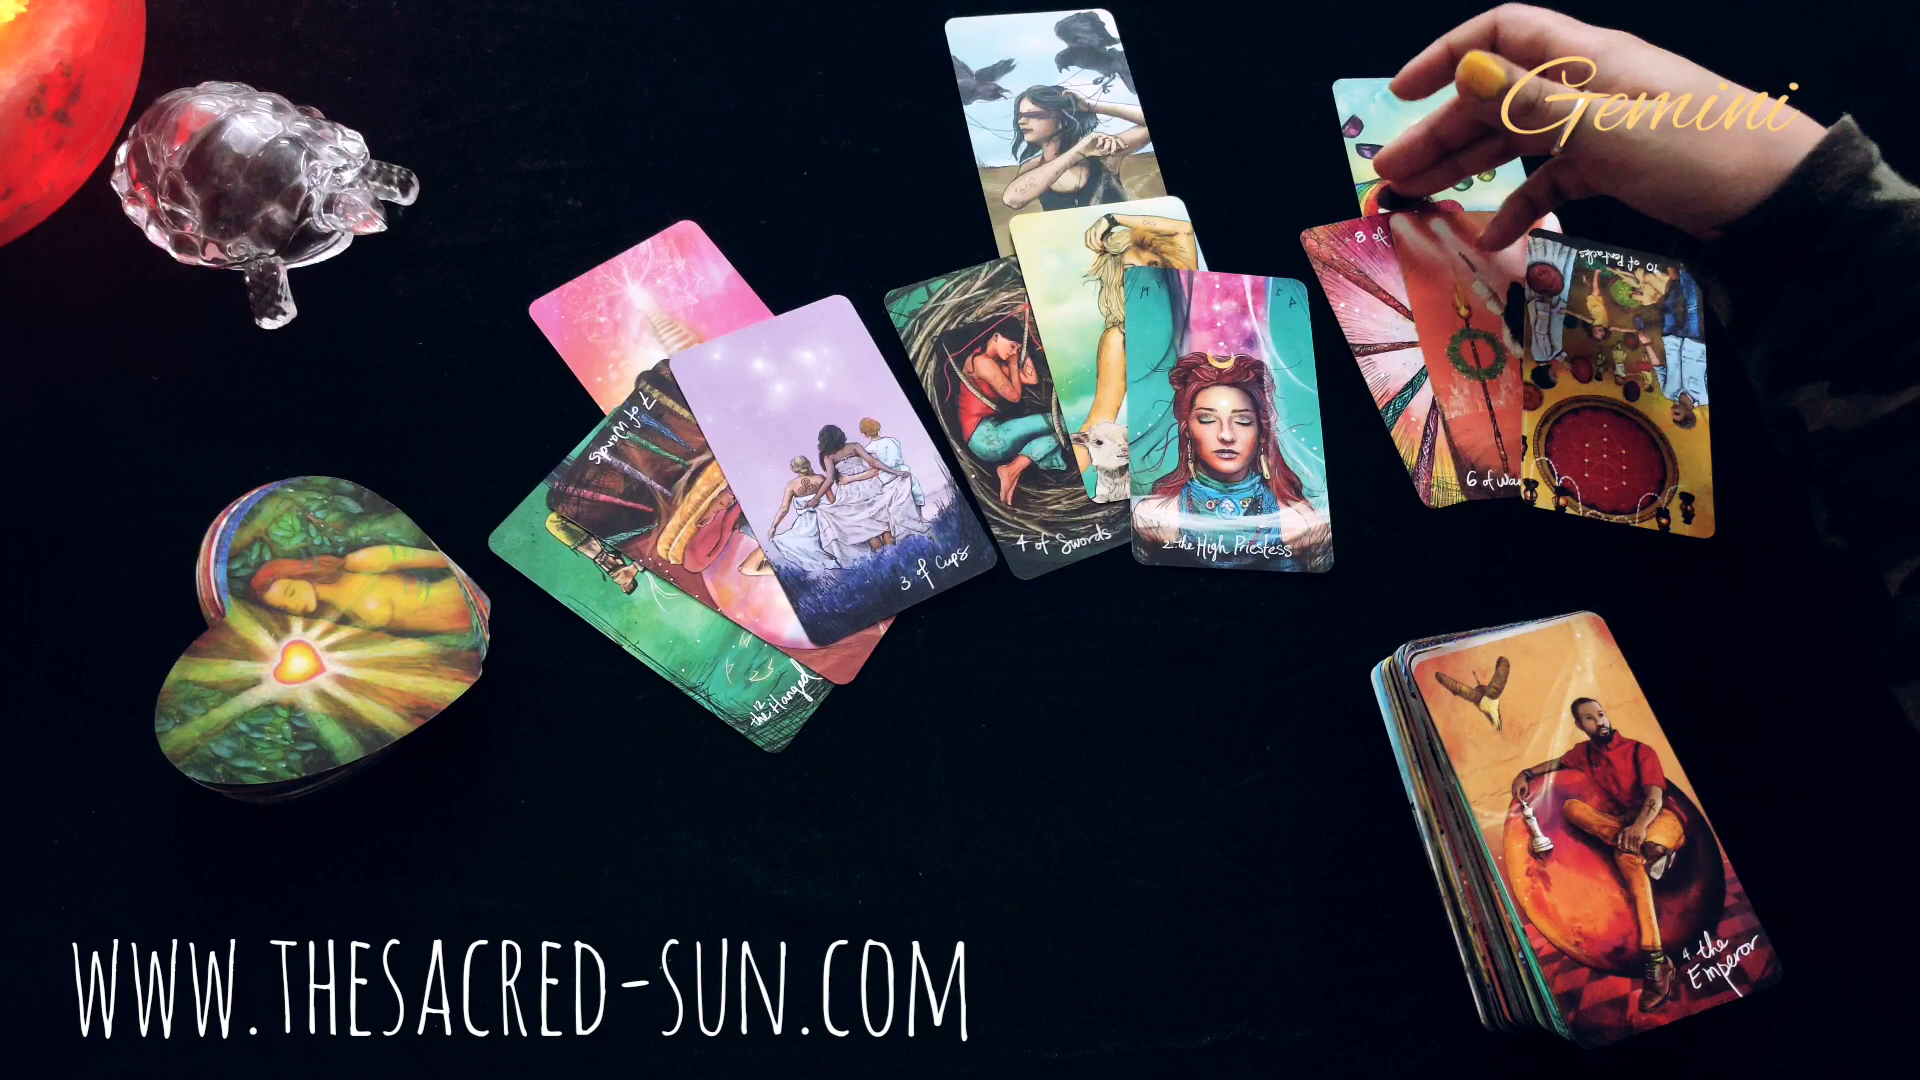 Gemini
8 of
10 of Pentacles
7 of Wands
6 of Wan
4 of Swords
2. the High Priestess
3 of Cups
12
the Hanged
4. the
Emperor
WWW.THESACRED-SUN.COM